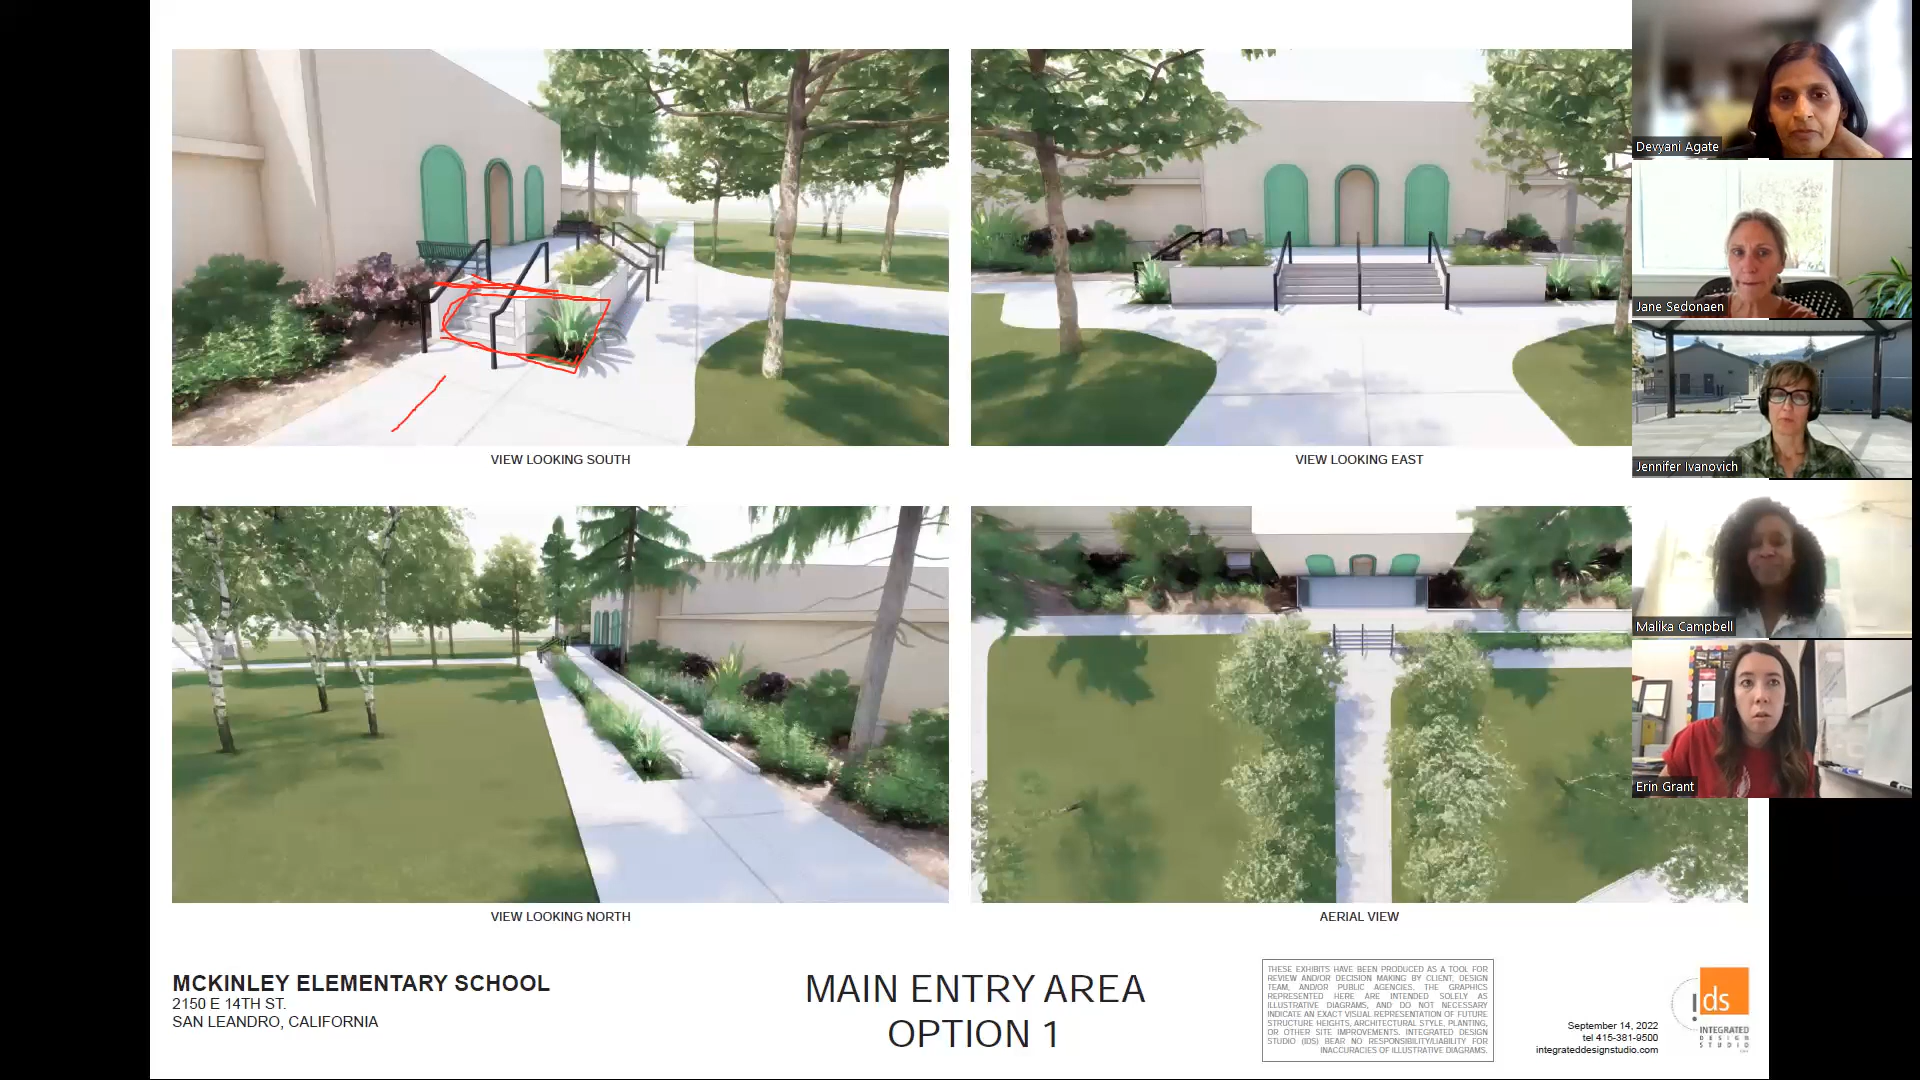 VIEW LOOKING SOUTH
VIEW LOOKING EAST
VIEW LOOKING NORTH
AERIAL VIEW
MCKINLEY ELEMENTARY SCHOOL
2150 E 14TH ST.
SAN LEANDRO, CALIFORNIA
MAIN ENTRY AREA
OPTION 1
THESE EXHIBITS HAVE BEEN PRODUCED AS A TOOL FOR
REVIEW AND/OR DECISION MAKING BY CLIENT, DESIGN
TEAM, AND/OR PUBLIC AGENCIES. THE GRAPHICS
REPRESENTED HERE ARE INTENDED SOLELY AS
ILLUSTRATIVE DIAGRAMS, AND DO NOT NECESSARY
INDICATE AN EXACT VISUAL REPRESENTATION OF FUTURE
STRUCTURE HEIGHTS, ARCHITECTURAL STYLE, PLANTING,
OR OTHER SITE IMPROVEMENTS. INTEGRATED DESIGN
STUDIO (IDS) BEAR NO RESPONSIBILITY/LIABILITY FOR
INACCURACIES OF ILLUSTRATIVE DIAGRAMS.
September 14, 2022
tel 415-381-9500
integrateddesignstudio.com
ids
INTEGRATED
DESIGN
STUDIO
Devyani Agate
Jane Sedonaen
Jennifer Ivanovich
Malika Campbell
Erin Grant